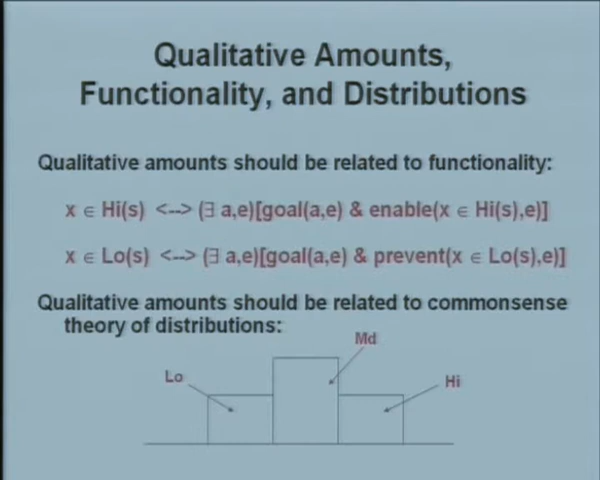 Qualitative Amounts,
Functionality, and Distributions
Qualitative amounts should be related to functionality:
x ∈ Hi(s) <--> (∃ a,e)[goal(a,e) & enable(x ∈ Hi(s),e)]
x ∈ Lo(s) <--> (∃ a,e)[goal(a,e) & prevent(x ∈ Lo(s),e)]
Qualitative amounts should be related to commonsense
theory of distributions:
Md
Lo
Hi